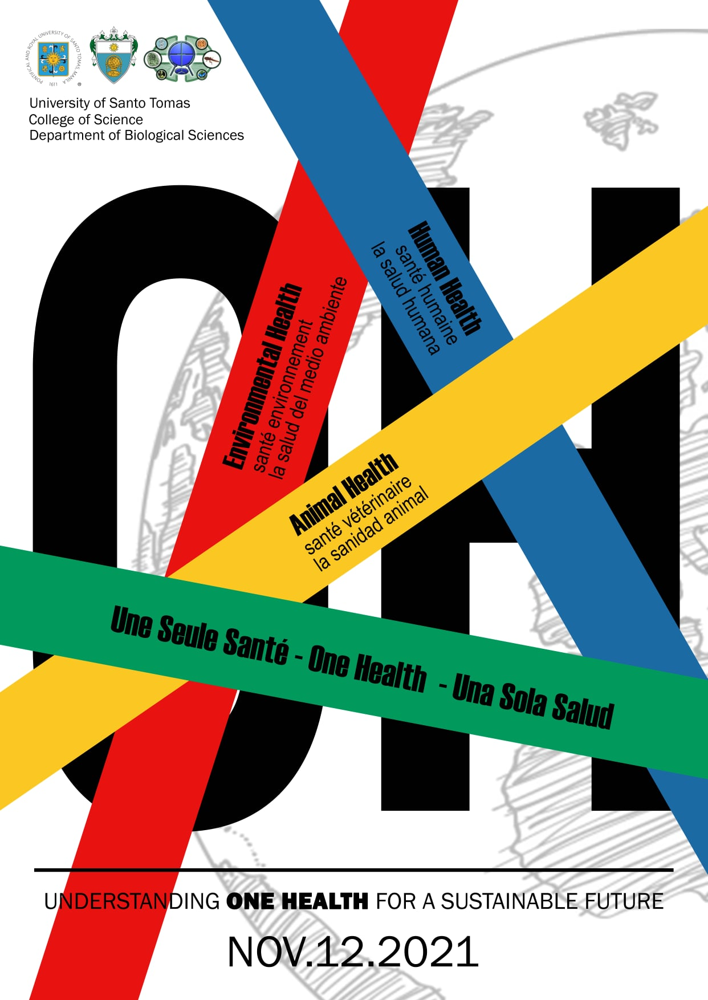 PONTIFICAL AND ROYAL UNIVERSITY OF SANTO TOMAS, MANILA
1611
®
University of Santo Tomas
College of Science
Department of Biological Sciences
OH
Human Health
santé humaine
la salud humana
Environmental Health
santé environnement
la salud del medio ambiente
Animal Health
santé vétérinaire
la sanidad animal
Une Seule Santé - One Health - Una Sola Salud
UNDERSTANDING ONE HEALTH FOR A SUSTAINABLE FUTURE
NOV.12.2021